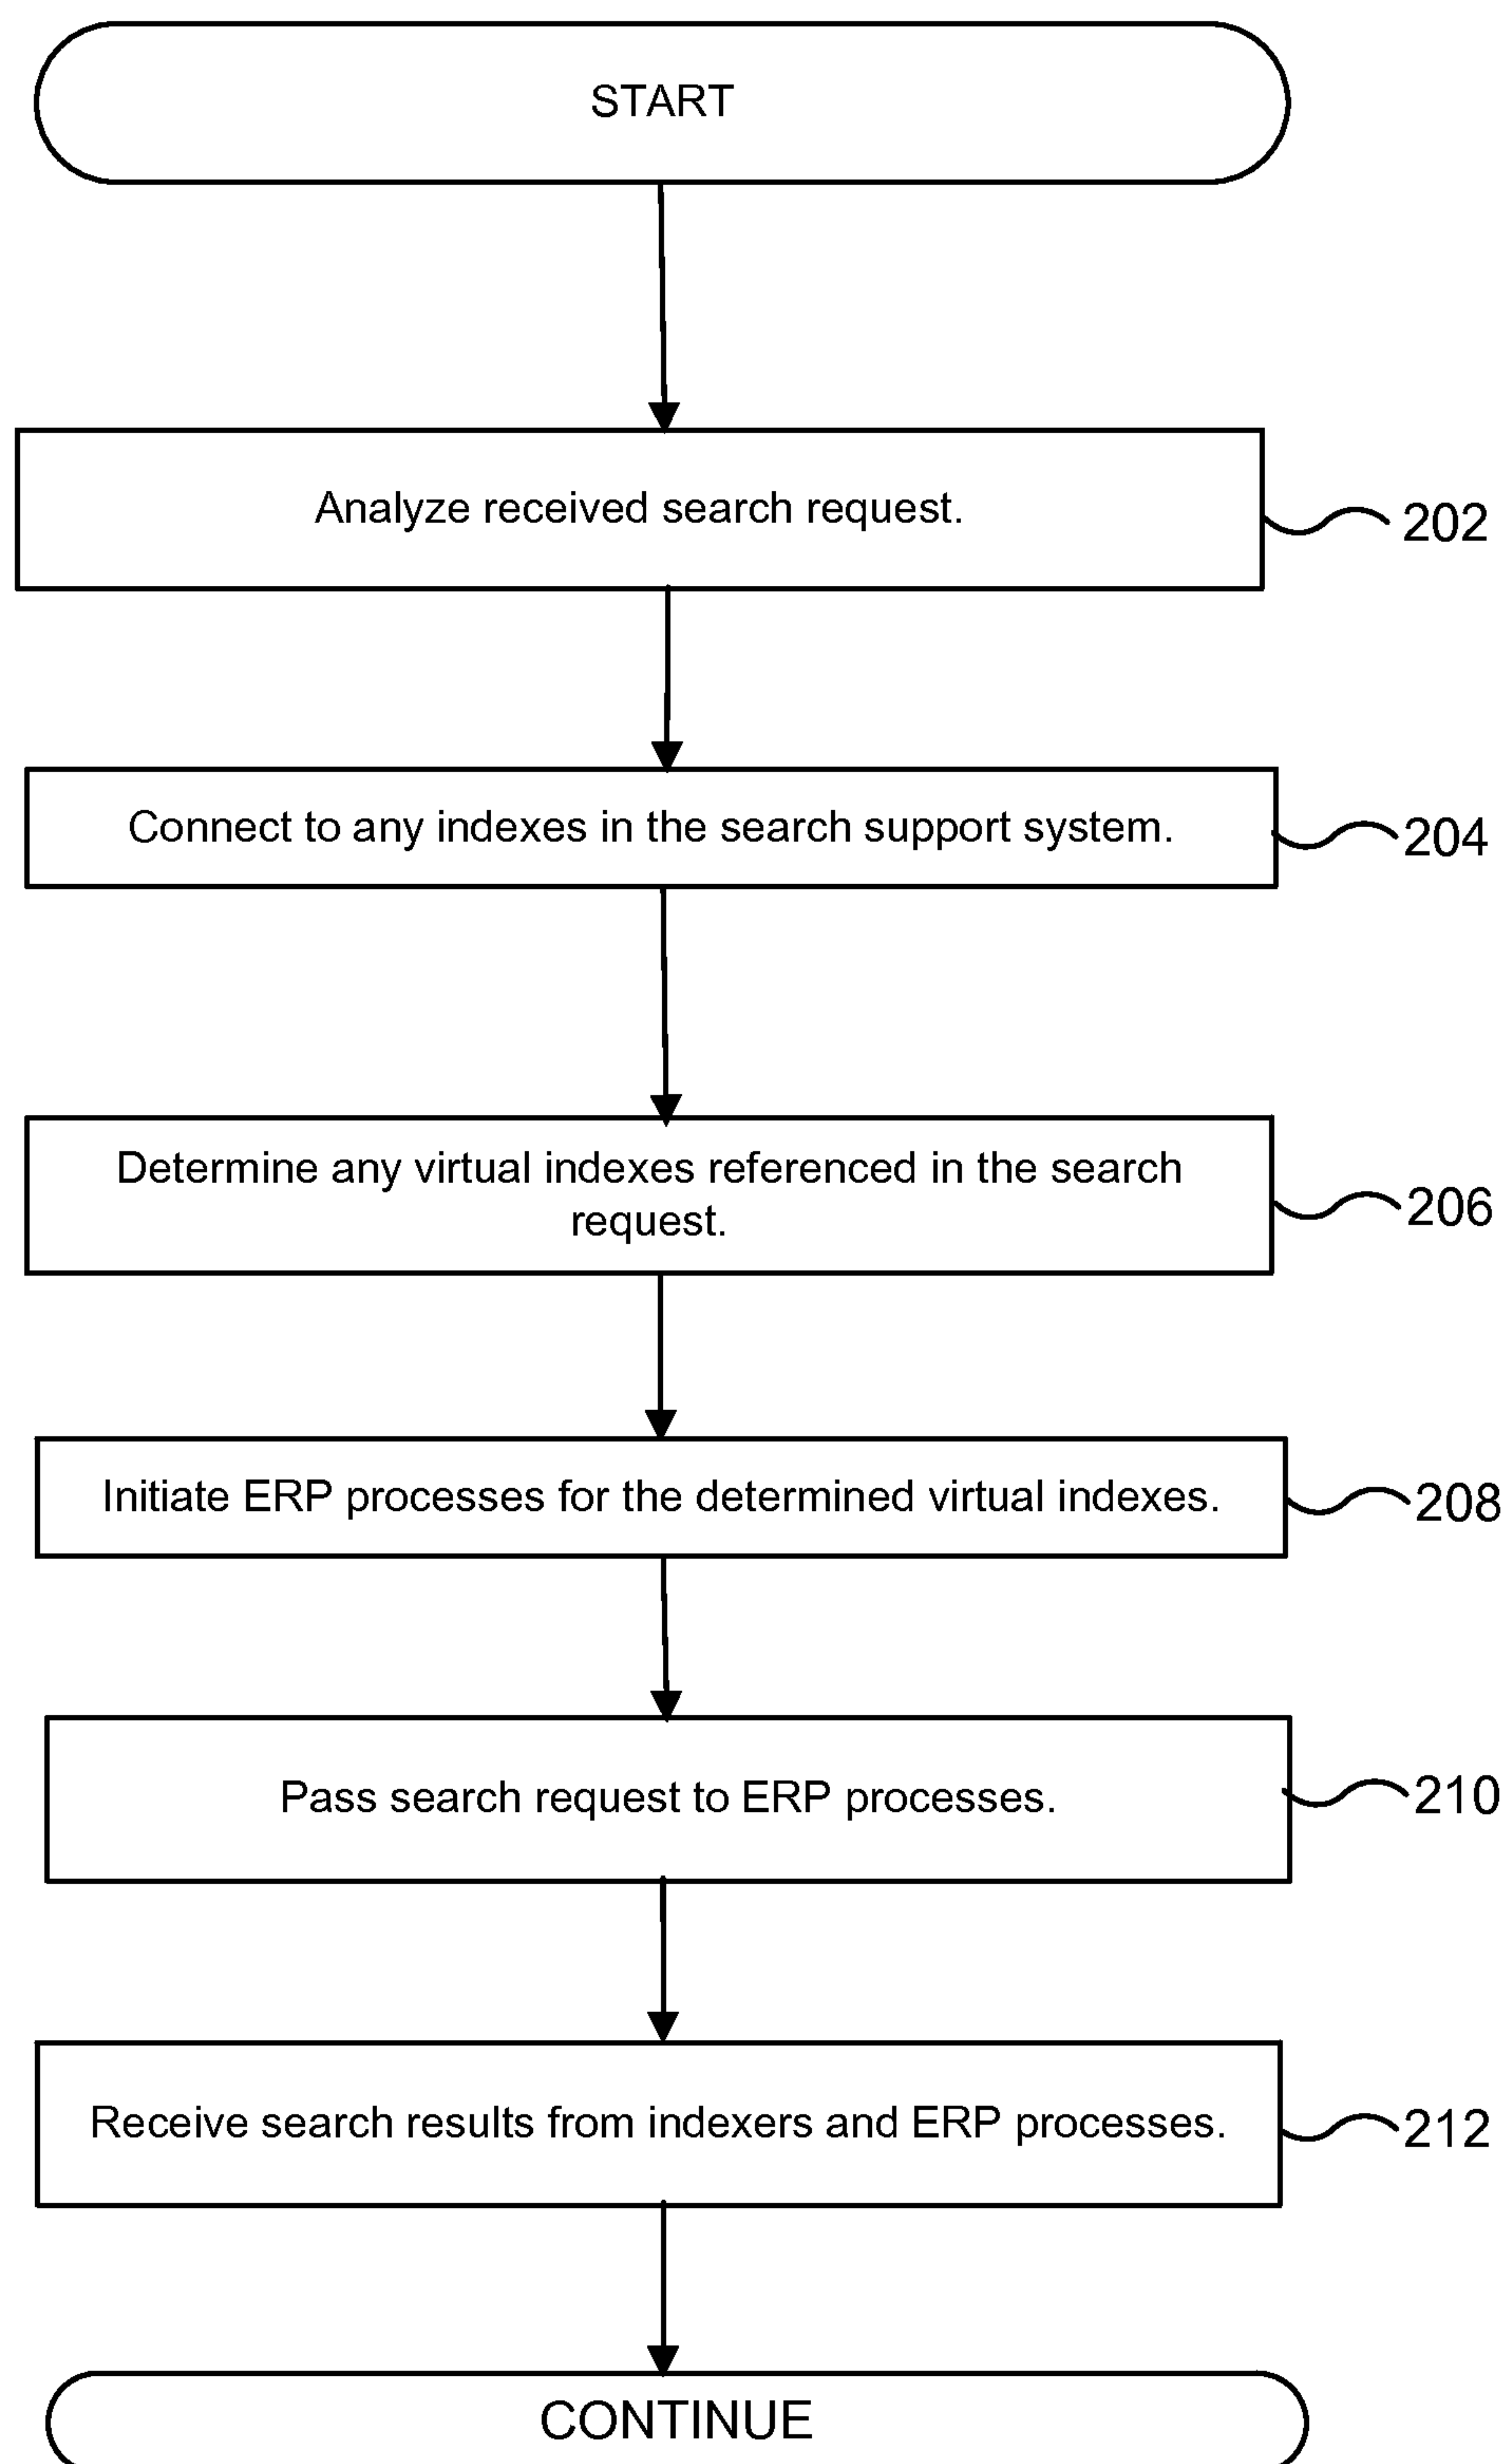 START
Analyze received search request.
202
Connect to any indexes in the search support system.
204
Determine any virtual indexes referenced in the search
request.
206
Initiate ERP processes for the determined virtual indexes.
208
Pass search request to ERP processes.
210
Receive search results from indexers and ERP processes.
212
CONTINUE